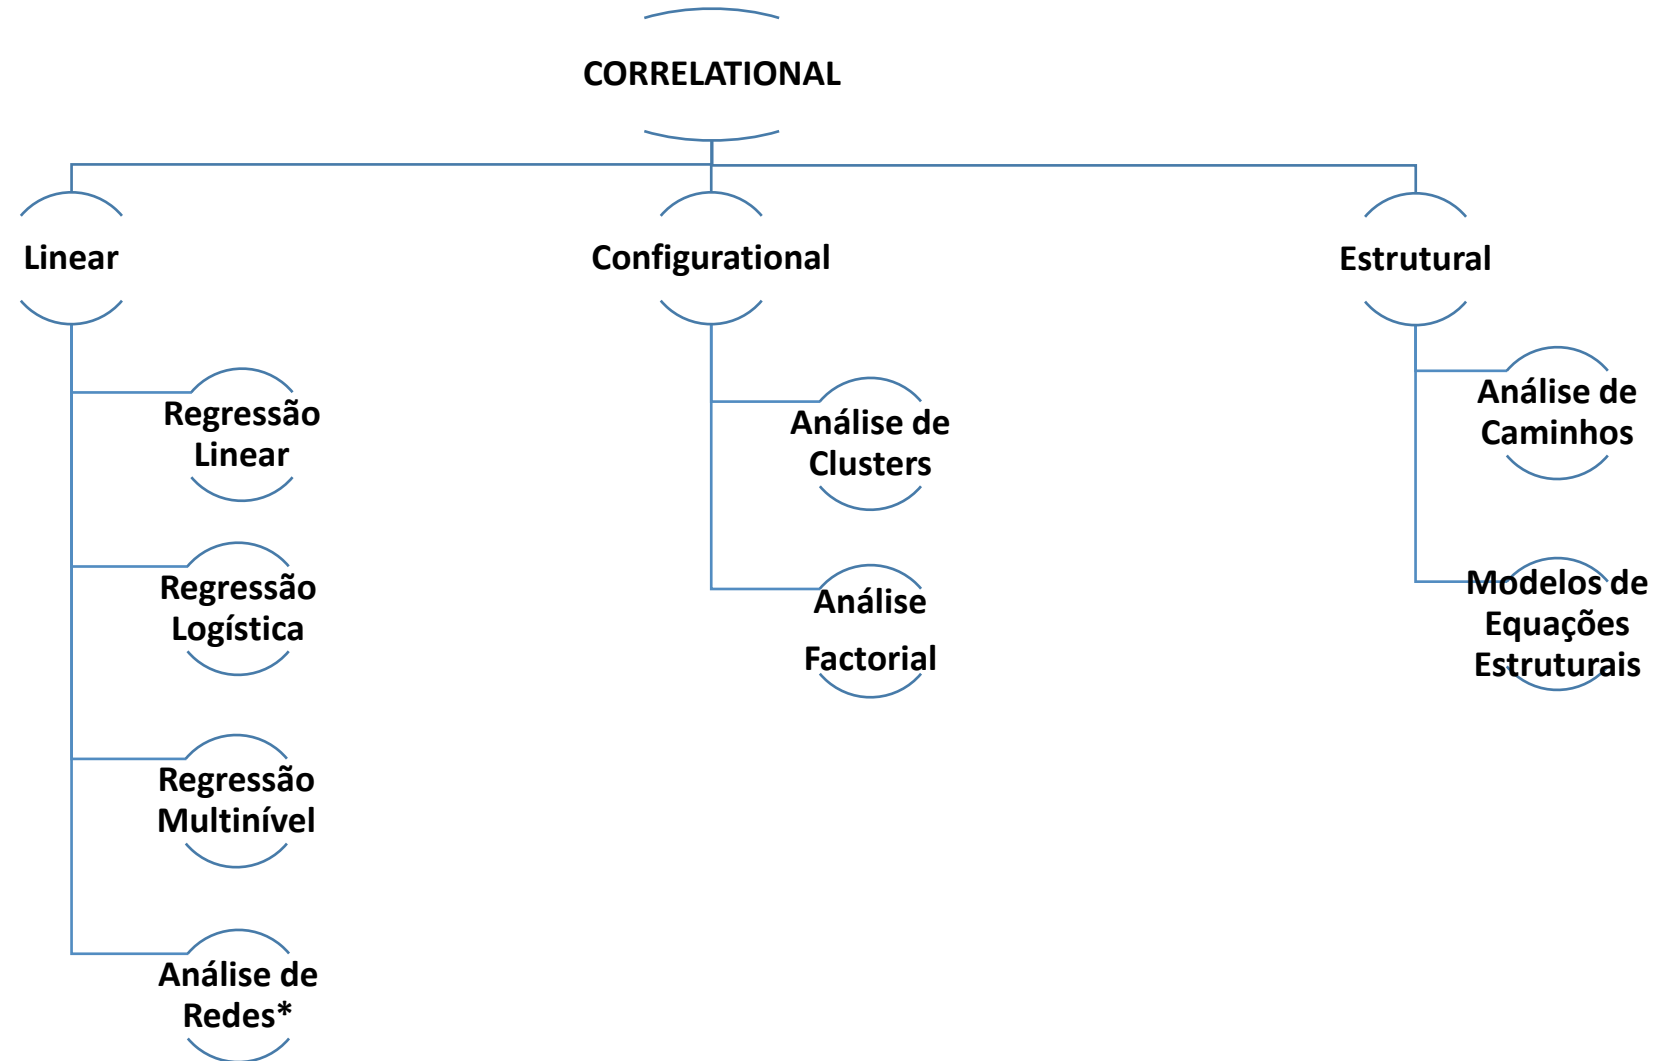 CORRELATIONAL
Linear
Configurational
Estrutural
Regressão
Linear
Regressão
Logística
Regressão
Multinível
Análise de
Redes*
Análise de
Clusters
Análise
Factorial
Análise de
Caminhos
Modelos de
Equações
Estruturais